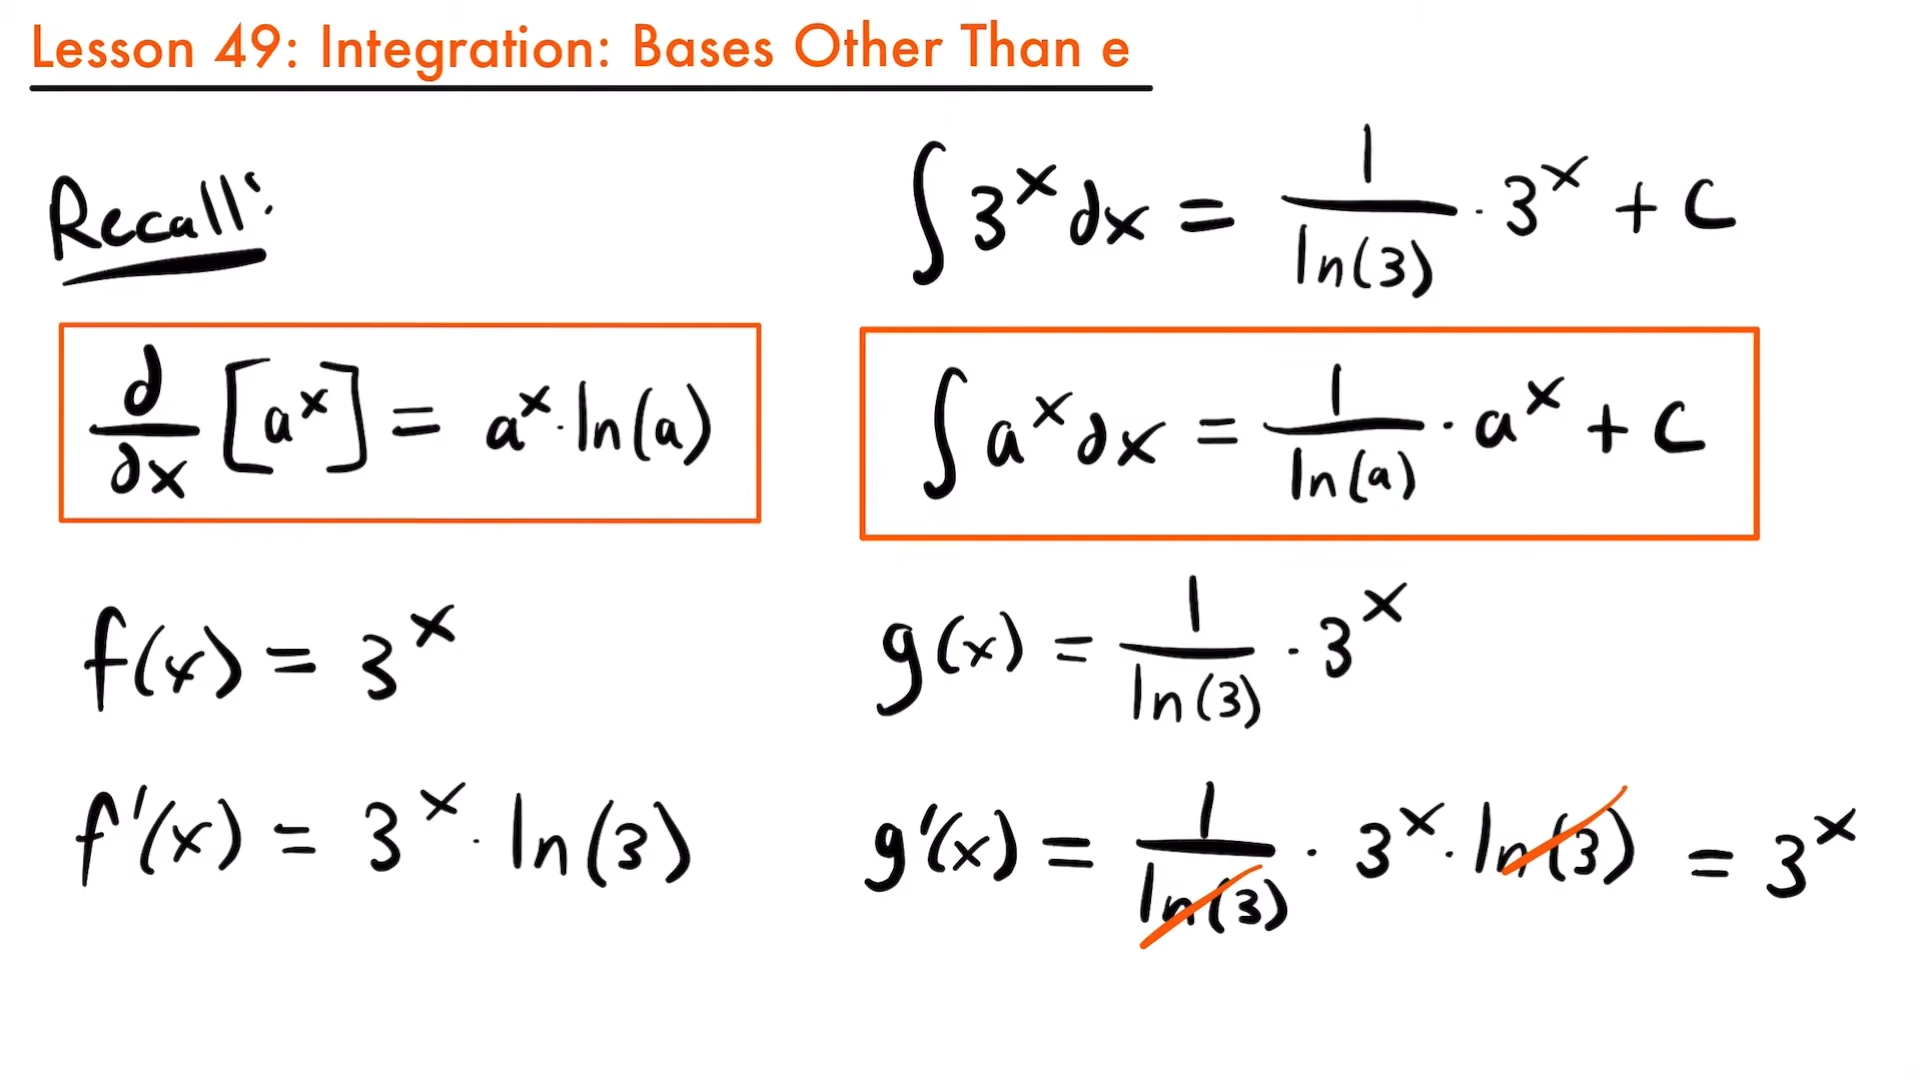 Lesson 49: Integration: Bases Other Than e
Recall:
d/dx [a^x] = a^x · ln(a)
f(x) = 3^x
f'(x) = 3^x · ln(3)
∫ 3^x dx = 1/ln(3) · 3^x + C
∫ a^x dx = 1/ln(a) · a^x + C
g(x) = 1/ln(3) · 3^x
g'(x) = 1/ln(3) · 3^x · ln(3) = 3^x